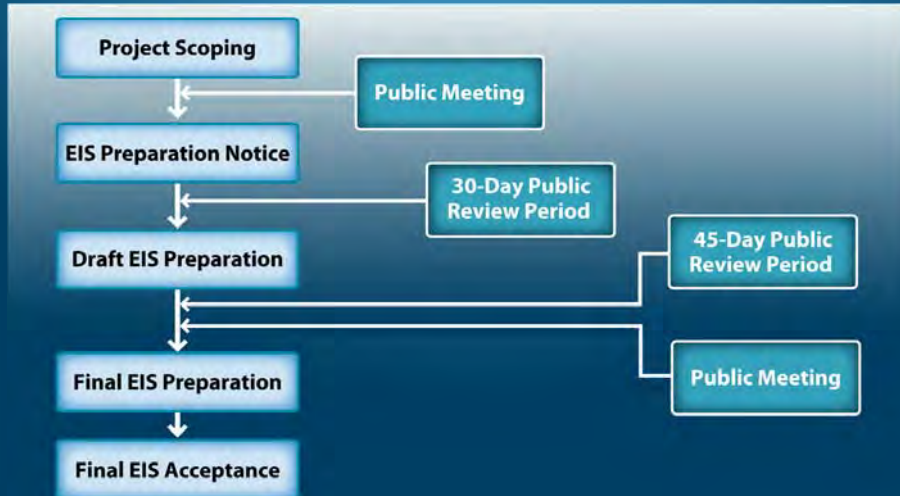 Project Scoping
Public Meeting
EIS Preparation Notice
30-Day Public
Review Period
Draft EIS Preparation
45-Day Public
Review Period
Final EIS Preparation
Public Meeting
Final EIS Acceptance